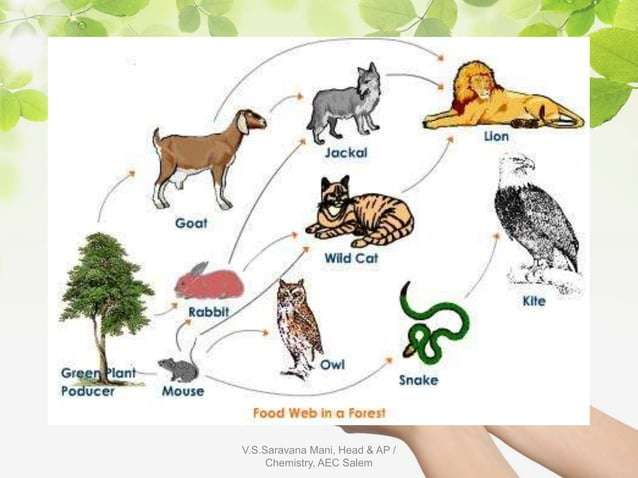 Lion
Jackal
Goat
Wild Cat
Kite
Rabbit
Owl
Green Plant
Poducer
Mouse
Snake
Food Web in a Forest
V.S.Saravana Mani, Head & AP /
Chemistry, AEC Salem